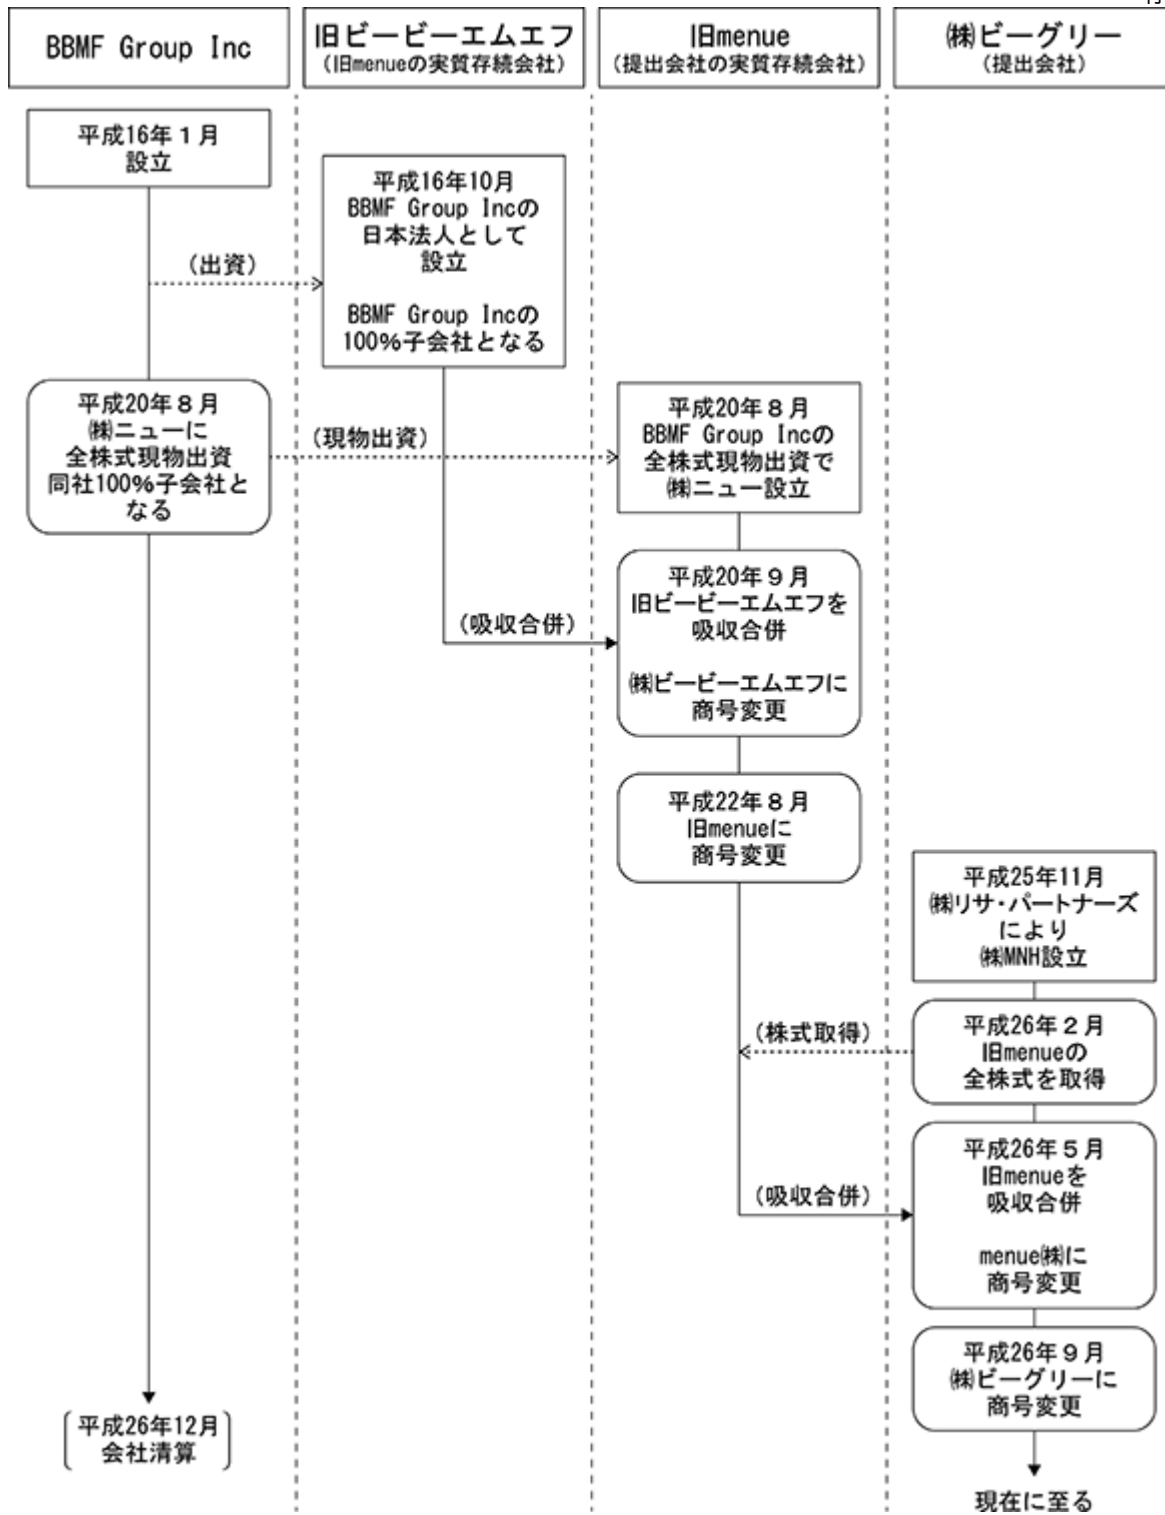 BBMF Group Inc
旧ビービーエムエフ
(旧menueの実質存続会社)
旧menue
(提出会社の実質存続会社)
㈱ビーグリー
(提出会社)
平成16年1月
設立
平成16年10月
BBMF Group Incの
日本法人として
設立
BBMF Group Incの
100%子会社となる
(出資)
平成20年8月
㈱ニューに
全株式現物出資
同社100%子会社と
なる
(現物出資)
平成20年8月
BBMF Group Incの
全株式現物出資で
㈱ニュー設立
平成20年9月
旧ビービーエムエフを
吸収合併
㈱ビービーエムエフに
商号変更
(吸収合併)
平成22年8月
旧menueに
商号変更
平成25年11月
㈱リサ・パートナーズ
により
㈱MNH設立
(株式取得)
平成26年2月
旧menueの
全株式を取得
(吸収合併)
平成26年5月
旧menueを
吸収合併
menue㈱に
商号変更
平成26年9月
㈱ビーグリーに
商号変更
平成26年12月
会社清算
現在に至る